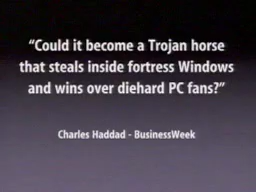 “Could it become a Trojan horse
that steals inside fortress Windows
and wins over diehard PC fans?”
Charles Haddad - BusinessWeek